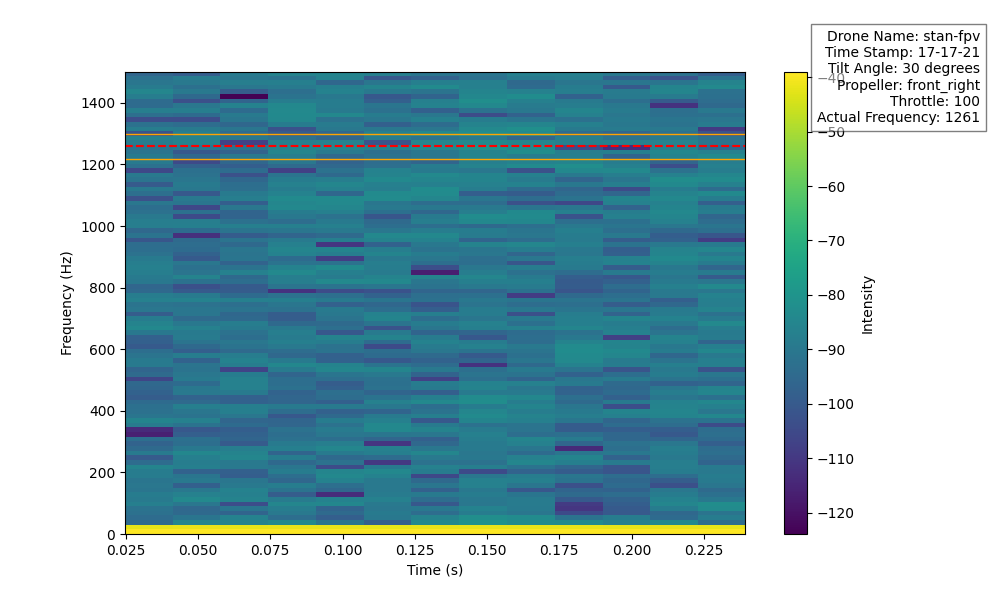 Drone Name: stan-fpv
Time Stamp: 17-17-21
Tilt Angle: 30 degrees
Propeller: front_right
Throttle: 100
Actual Frequency: 1261
1400
1200
1000
800
600
400
200
0
Frequency (Hz)
0.025 0.050 0.075 0.100 0.125 0.150 0.175 0.200 0.225
Time (s)
−40
−50
−60
−70
−80
−90
−100
−110
−120
Intensity